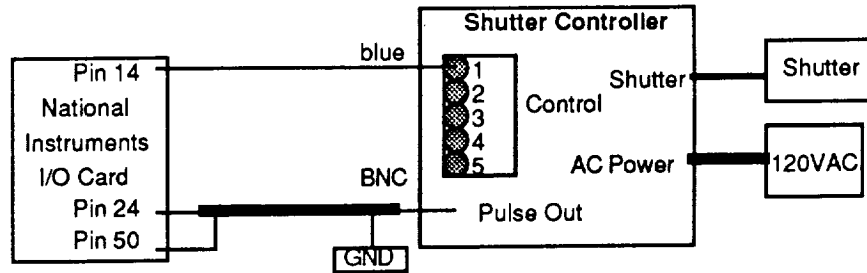 Shutter Controller
blue
Pin 14
National
Instruments
I/O Card
Pin 24
Pin 50
BNC
GND
1
2
3
4
5
Control
Pulse Out
Shutter
AC Power
Shutter
120VAC